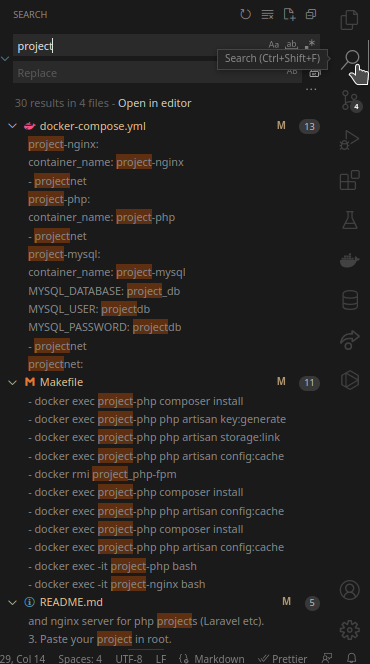 SEARCH
project
Aa ab .*
Search (Ctrl+Shift+F)
Replace
AB
...
30 results in 4 files - Open in editor
4
docker-compose.yml M 13
project-nginx:
container_name: project-nginx
- projectnet
project-php:
container_name: project-php
- projectnet
project-mysql:
container_name: project-mysql
MYSQL_DATABASE: project_db
MYSQL_USER: projectdb
MYSQL_PASSWORD: projectdb
- projectnet
projectnet:
M Makefile M 11
- docker exec project-php composer install
- docker exec project-php php artisan key:generate
- docker exec project-php php artisan storage:link
- docker exec project-php php artisan config:cache
- docker rmi project_php-fpm
- docker exec project-php composer install
- docker exec project-php php artisan config:cache
- docker exec project-php composer install
- docker exec project-php php artisan config:cache
- docker exec -it project-php bash
- docker exec -it project-nginx bash
README.md M 5
and nginx server for php projects (Laravel etc).
3. Paste your project in root.
29, Col 14 Spaces: 4 UTF-8 LF {} Markdown Prettier